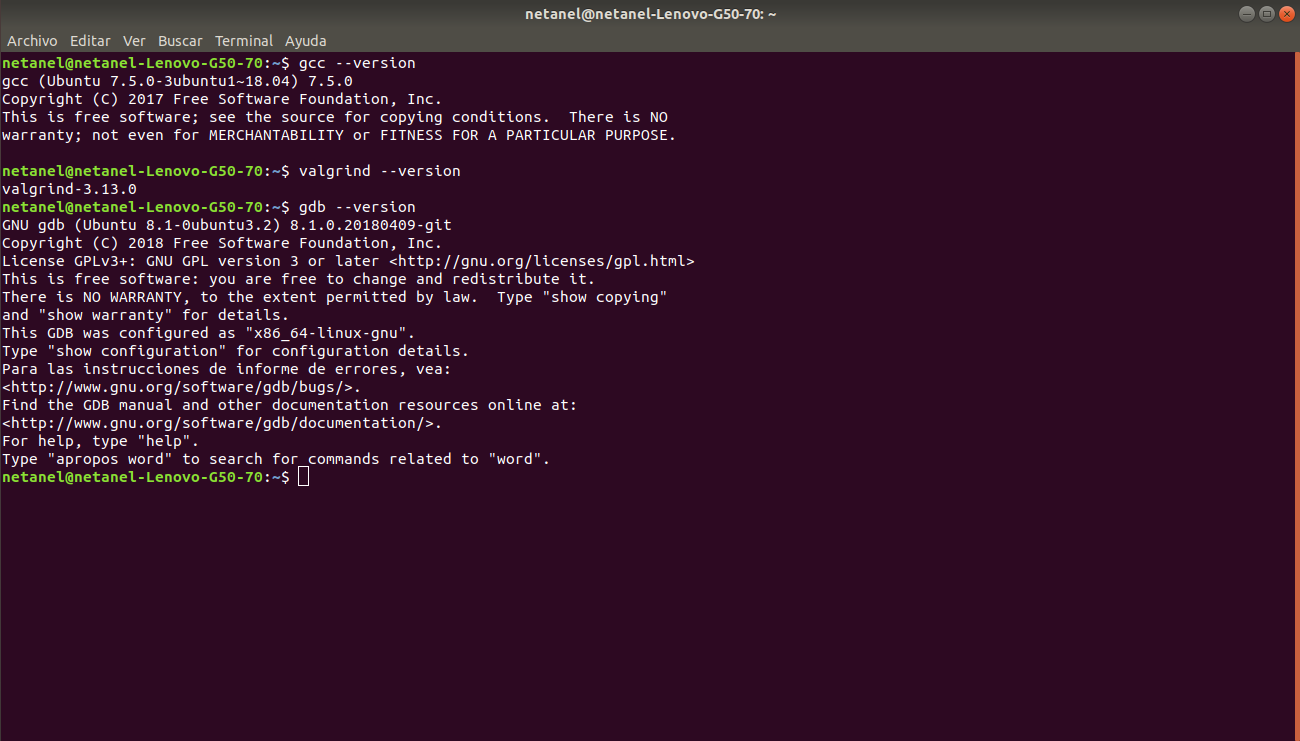 netanel@netanel-Lenovo-G50-70: ~
Archivo Editar Ver Buscar Terminal Ayuda
netanel@netanel-Lenovo-G50-70:~$ gcc --version
gcc (Ubuntu 7.5.0-3ubuntu1~18.04) 7.5.0
Copyright (C) 2017 Free Software Foundation, Inc.
This is free software; see the source for copying conditions.  There is NO
warranty; not even for MERCHANTABILITY or FITNESS FOR A PARTICULAR PURPOSE.

netanel@netanel-Lenovo-G50-70:~$ valgrind --version
valgrind-3.13.0
netanel@netanel-Lenovo-G50-70:~$ gdb --version
GNU gdb (Ubuntu 8.1-0ubuntu3.2) 8.1.0.20180409-git
Copyright (C) 2018 Free Software Foundation, Inc.
License GPLv3+: GNU GPL version 3 or later <http://gnu.org/licenses/gpl.html>
This is free software: you are free to change and redistribute it.
There is NO WARRANTY, to the extent permitted by law.  Type "show copying"
and "show warranty" for details.
This GDB was configured as "x86_64-linux-gnu".
Type "show configuration" for configuration details.
Para las instrucciones de informe de errores, vea:
<http://www.gnu.org/software/gdb/bugs/>.
Find the GDB manual and other documentation resources online at:
<http://www.gnu.org/software/gdb/documentation/>.
For help, type "help".
Type "apropos word" to search for commands related to "word".
netanel@netanel-Lenovo-G50-70:~$